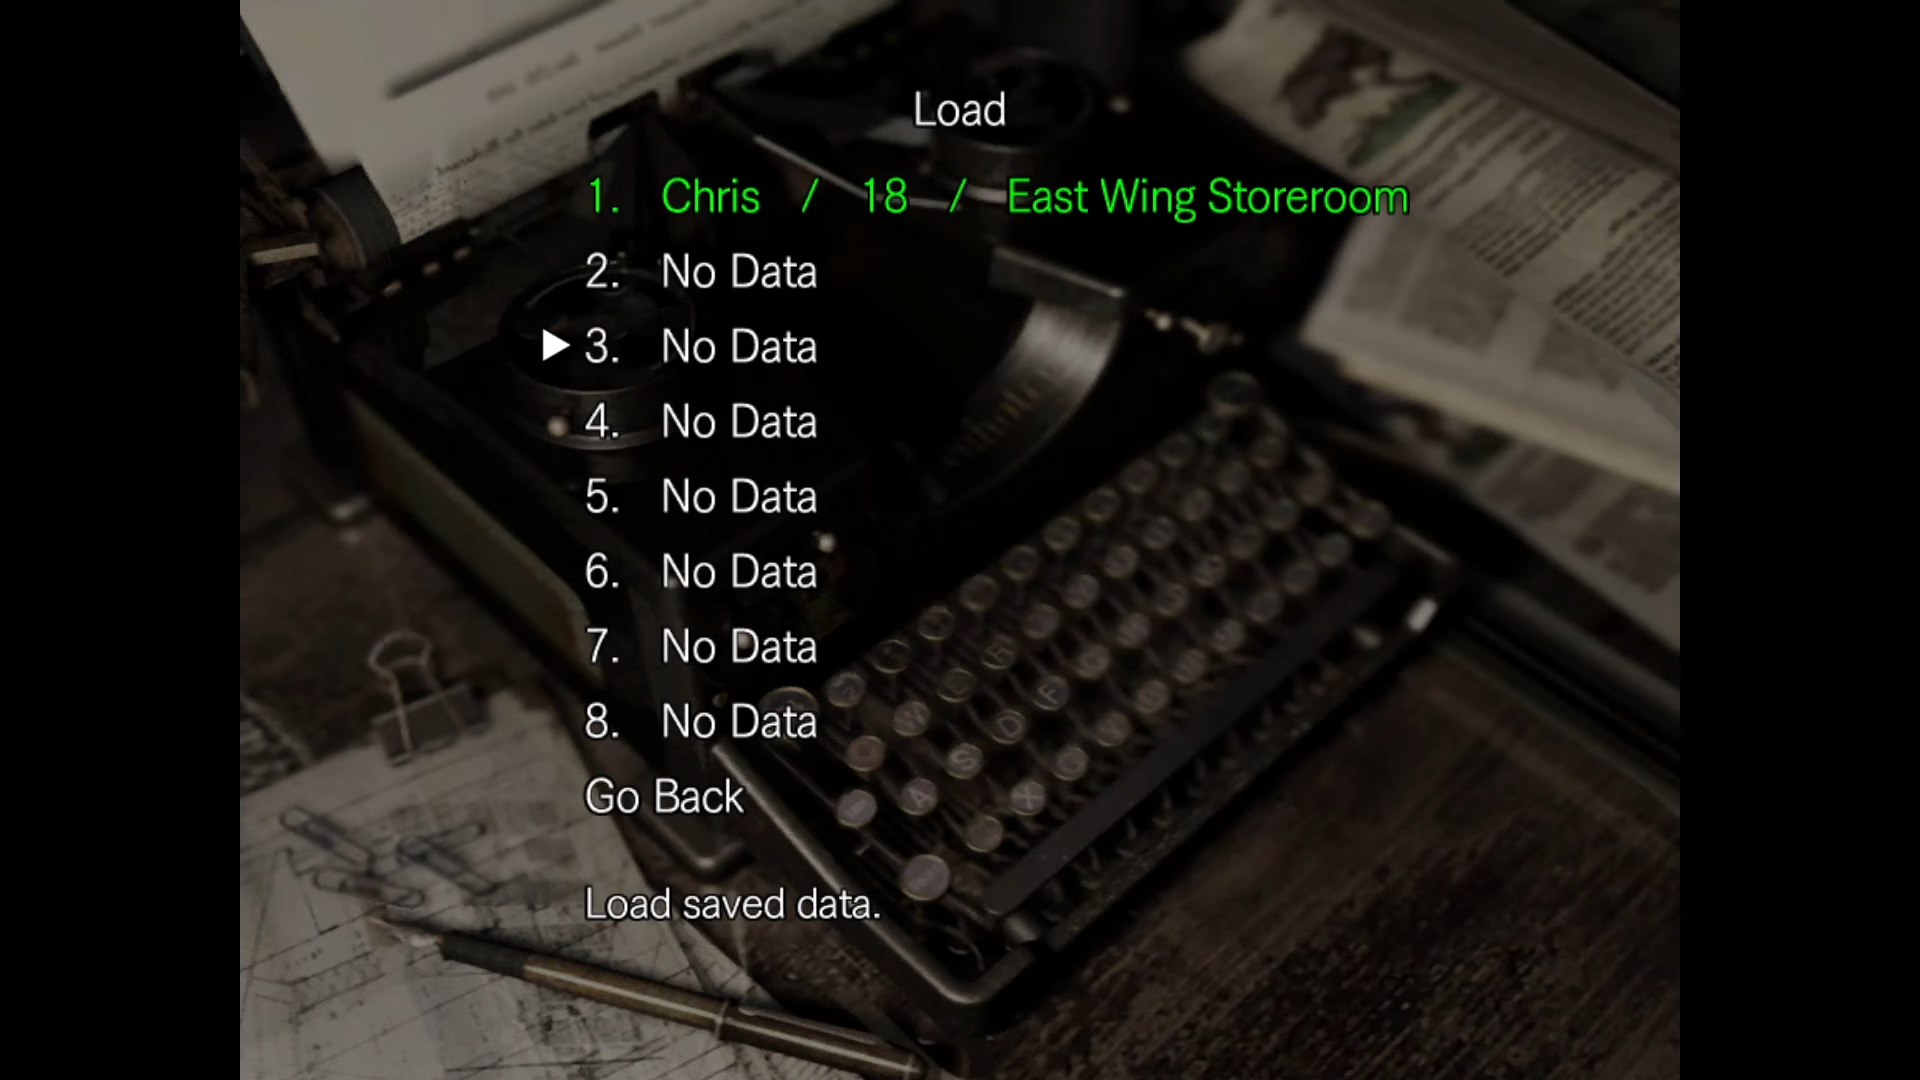 Load
1. Chris / 18 / East Wing Storeroom
2. No Data
3. No Data
4. No Data
5. No Data
6. No Data
7. No Data
8. No Data
Go Back
Load saved data.